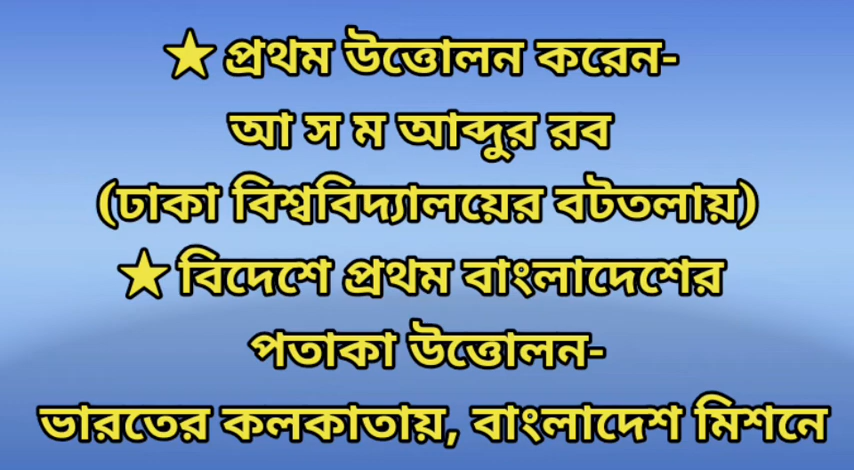 ★ প্রথম উত্তোলন করেন-
আ স ম আব্দুর রব
(ঢাকা বিশ্ববিদ্যালয়ের বটতলায়)
★ বিদেশে প্রথম বাংলাদেশের
পতাকা উত্তোলন-
ভারতের কলকাতায়, বাংলাদেশ মিশনে